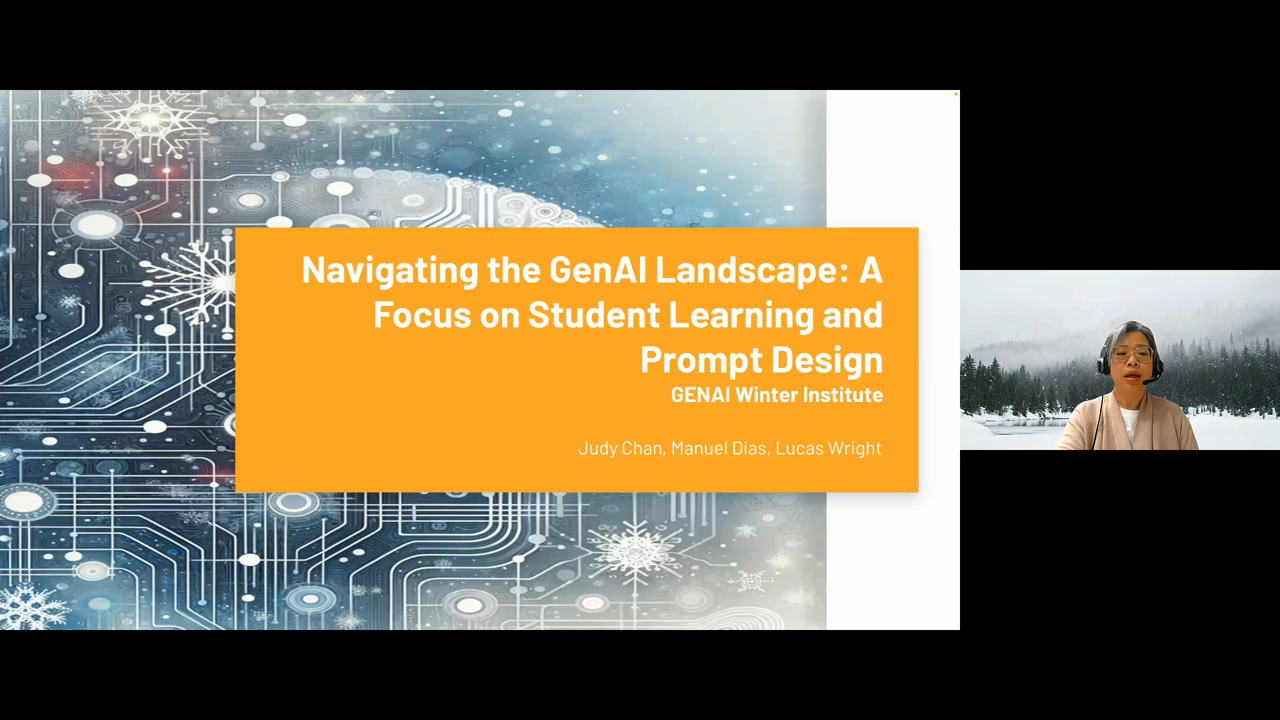 Navigating the GenAI Landscape: A
Focus on Student Learning and
Prompt Design
GENAI Winter Institute
Judy Chan, Manuel Dias, Lucas Wright